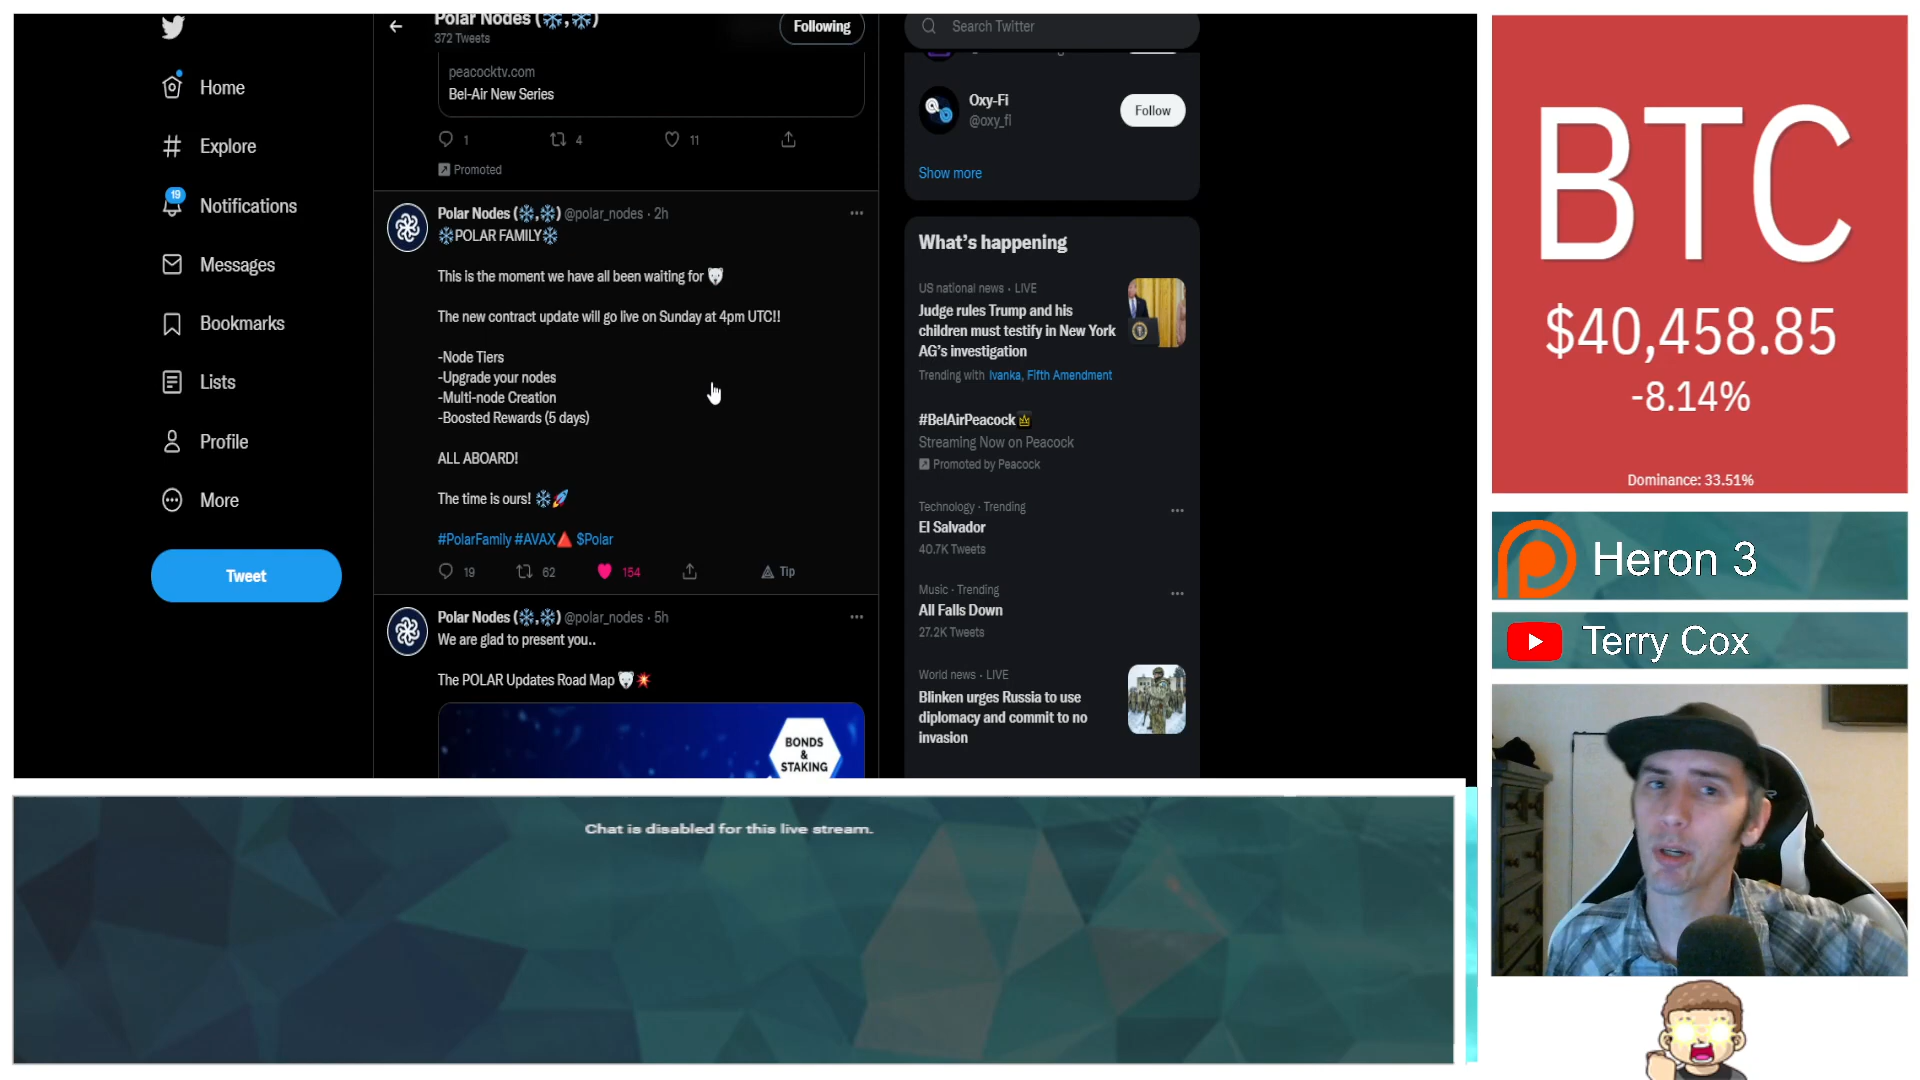 Home
Explore
19
Notifications
Messages
Bookmarks
Lists
Profile
More
Tweet
Polar Nodes (❄️,❄️)
372 Tweets
Following
peacocktv.com
Bel-Air New Series
1
4
11
Promoted
Polar Nodes (❄️,❄️) @polar_nodes · 2h
❄️POLAR FAMILY❄️
This is the moment we have all been waiting for 🐻‍❄️
The new contract update will go live on Sunday at 4pm UTC!!
-Node Tiers
-Upgrade your nodes
-Multi-node Creation
-Boosted Rewards (5 days)
ALL ABOARD!
The time is ours! ❄️🚀
#PolarFamily #AVAX🔺 $Polar
19
62
154
Tip
Polar Nodes (❄️,❄️) @polar_nodes · 5h
We are glad to present you..
The POLAR Updates Road Map 🐻‍❄️💥
BONDS
&
STAKING
Search Twitter
Oxy-Fi
@oxy_fi
Follow
Show more
What's happening
US national news · LIVE
Judge rules Trump and his
children must testify in New York
AG's investigation
Trending with Ivanka, Fifth Amendment
#BelAirPeacock
Streaming Now on Peacock
Promoted by Peacock
Technology · Trending
El Salvador
40.7K Tweets
Music · Trending
All Falls Down
27.2K Tweets
World news · LIVE
Blinken urges Russia to use
diplomacy and commit to no
invasion
BTC
$40,458.85
-8.14%
Dominance: 33.51%
Heron 3
Terry Cox
Chat is disabled for this live stream.